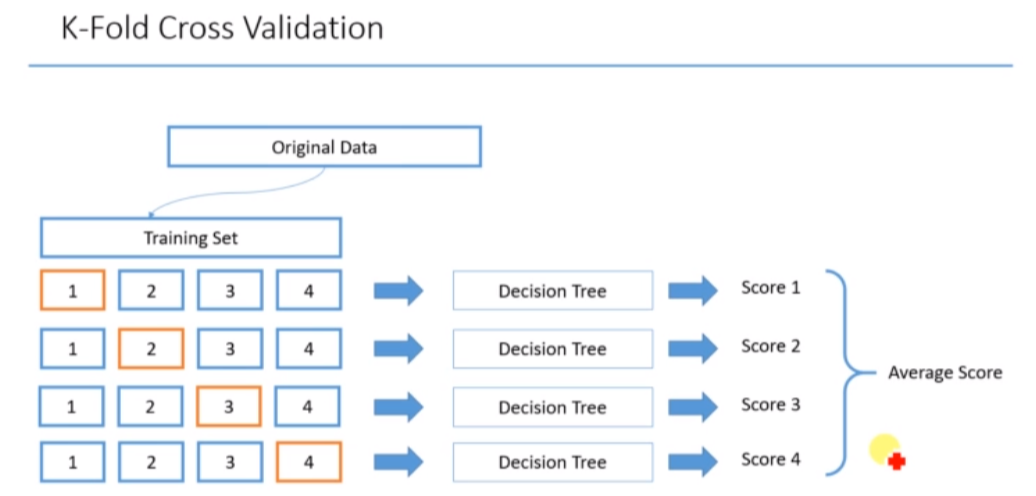 K-Fold Cross Validation
Original Data
Training Set
1 2 3 4 Decision Tree Score 1
1 2 3 4 Decision Tree Score 2
Average Score
1 2 3 4 Decision Tree Score 3
1 2 3 4 Decision Tree Score 4